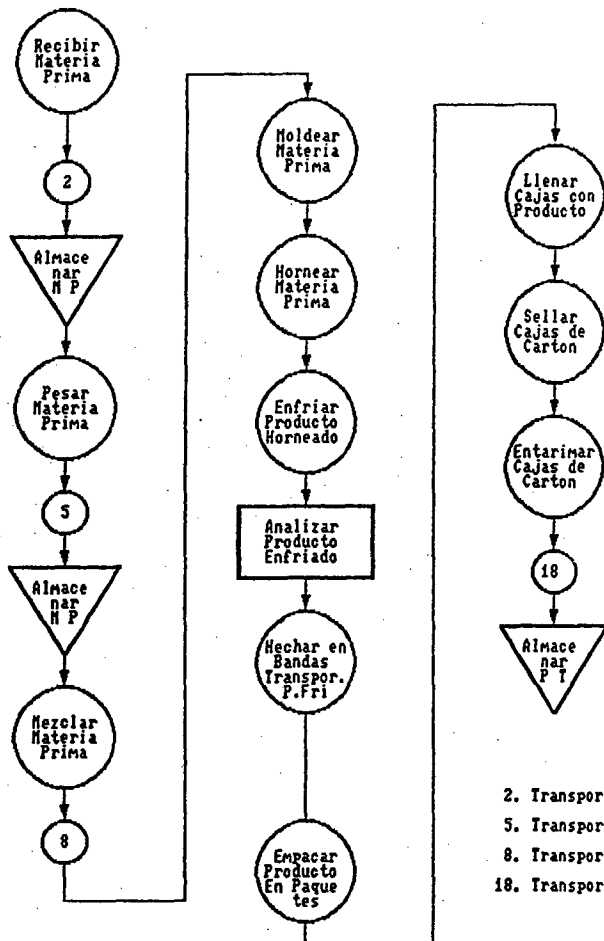 Recibir
Materia
Prima
2
Almace
nar
M P
Pesar
Materia
Prima
5
Almace
nar
M P
Mezclar
Materia
Prima
8
Moldear
Materia
Prima
Hornear
Materia
Prima
Enfriar
Producto
Horneado
Analizar
Producto
Enfriado
Hechar en
Bandas
Transpor.
P.Fri
Empacar
Producto
En Paque
tes
Llenar
Cajas con
Producto
Sellar
Cajas de
Carton
Entarimar
Cajas de
Carton
18
Almace
nar
P T
2. Transpor
5. Transpor
8. Transpor
18. Transpor